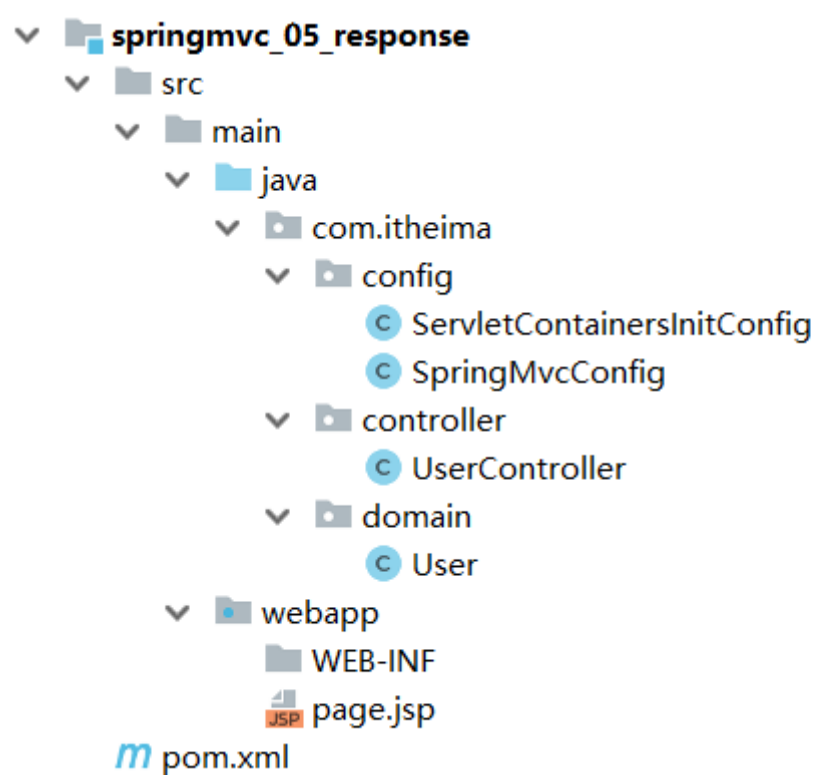 springmvc_05_response
src
main
java
com.itheima
config
C ServletContainersInitConfig
C SpringMvcConfig
controller
C UserController
domain
C User
webapp
WEB-INF
JSP page.jsp
m pom.xml